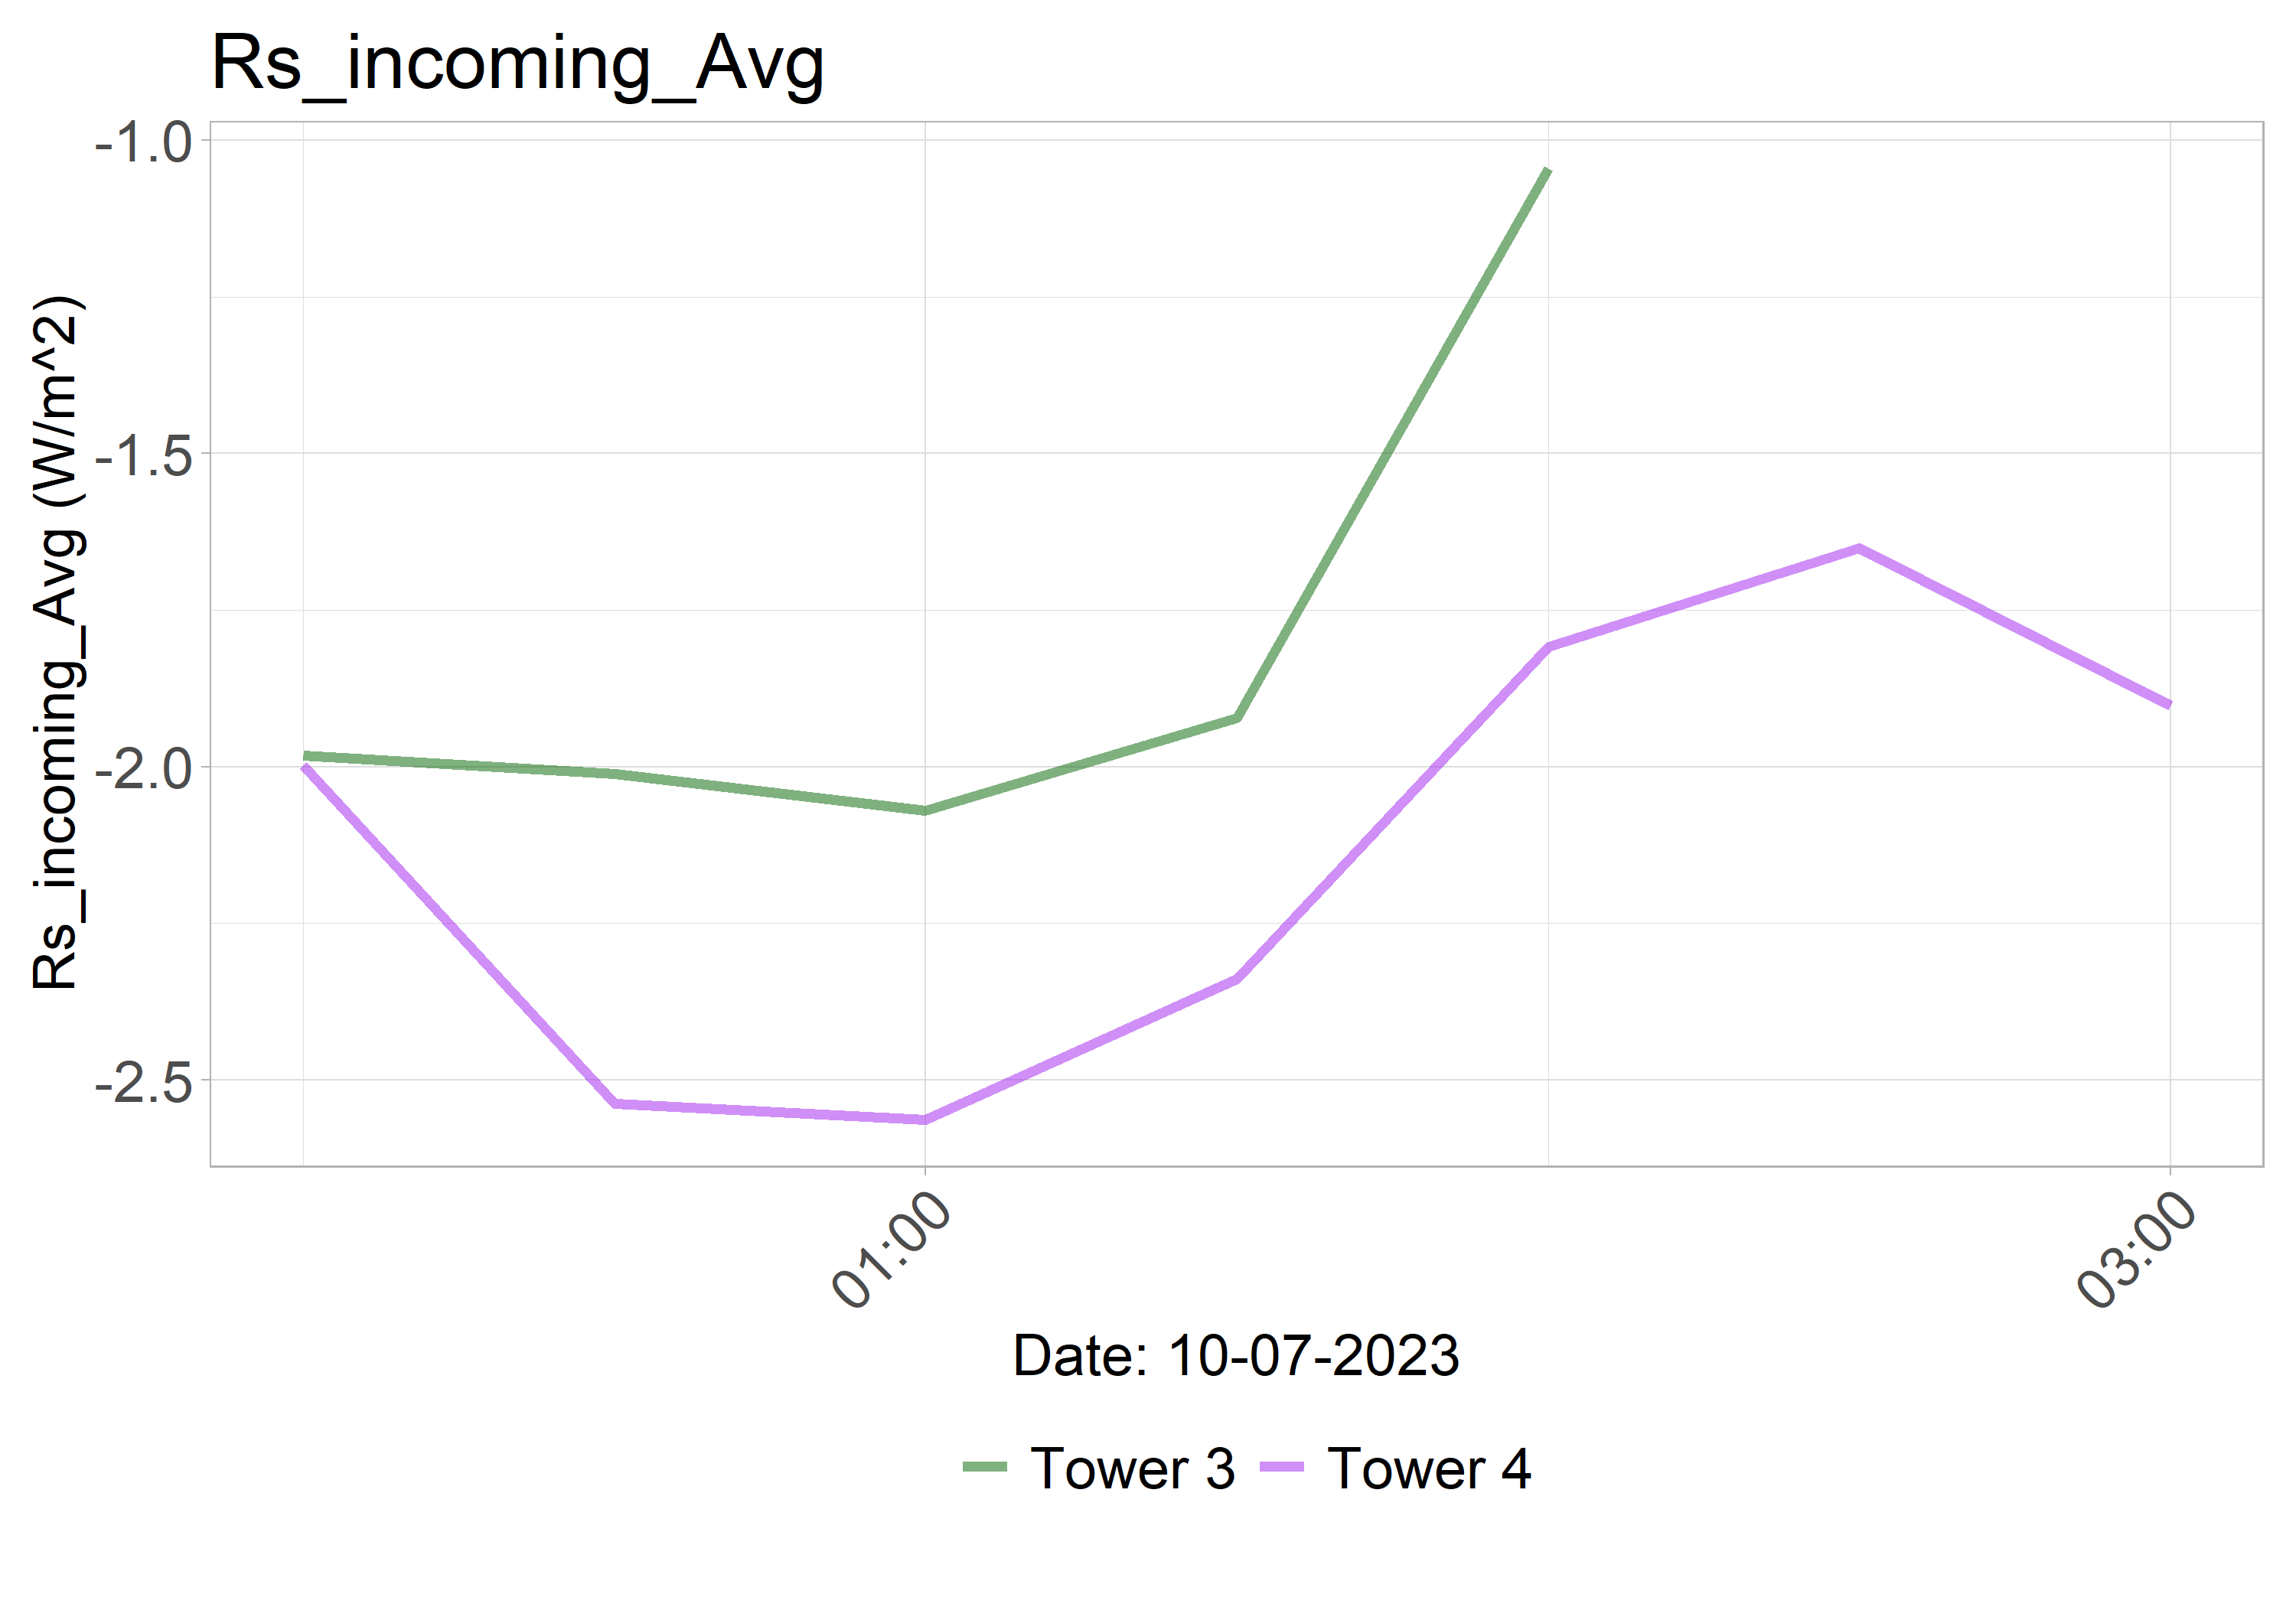 Rs_incoming_Avg
Rs_incoming_Avg (W/m^2)
-1.0
-1.5
-2.0
-2.5
01:00
03:00
Date: 10-07-2023
Tower 3
Tower 4